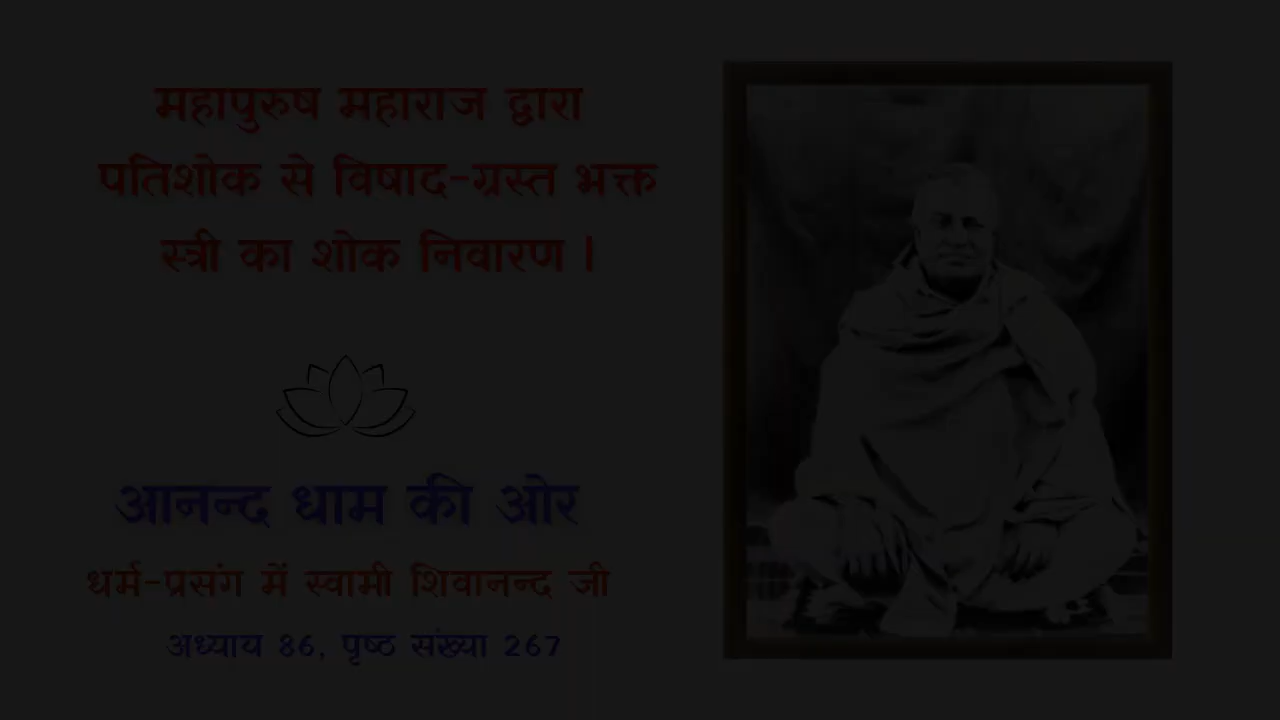 महापुरुष महाराज द्वारा
पतिशोक से विषाद-ग्रस्त भक्त
स्त्री का शोक निवारण ।
आनन्द धाम की ओर
धर्म-प्रसंग में स्वामी शिवानन्द जी
अध्याय 86, पृष्ठ संख्या 267